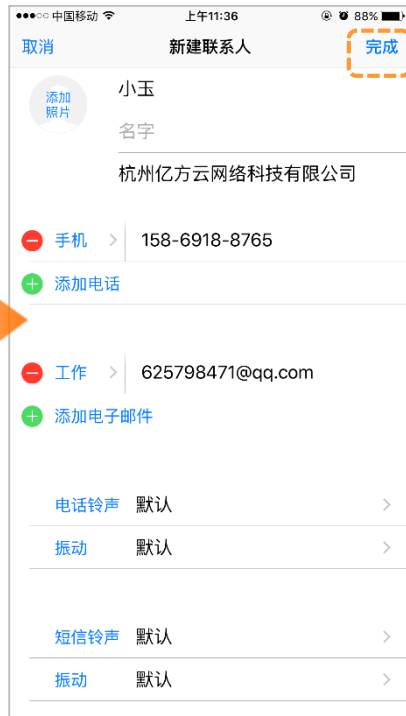 中国移动 上午11:36 88%
取消 新建联系人 完成
添加
照片
小玉
名字
杭州亿方云网络科技有限公司
手机 158-6918-8765
添加电话
工作 625798471@qq.com
添加电子邮件
电话铃声 默认
振动 默认
短信铃声 默认
振动 默认